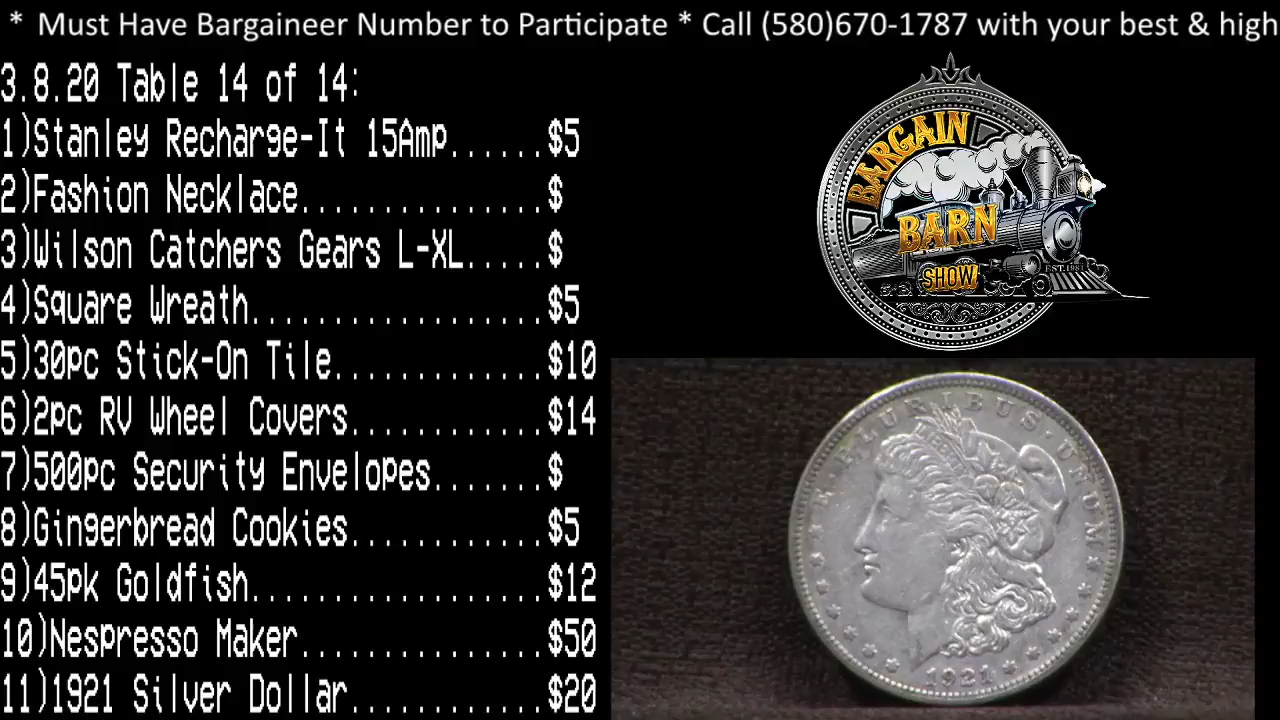 * Must Have Bargaineer Number to Participate * Call (580)670-1787 with your best & high
3.8.20 Table 14 of 14:
1)Stanley Recharge-It 15Amp......$5
2)Fashion Necklace...............$
3)Wilson Catchers Gears L-XL.....$
4)Square Wreath..................$5
5)30pc Stick-On Tile.............$10
6)2pc RV Wheel Covers............$14
7)500pc Security Envelopes.......$
8)Gingerbread Cookies............$5
9)45pk Goldfish..................$12
10)Nespresso Maker...............$50
11)1921 Silver Dollar............$20
BARGAIN
BARN
SHOW
E PLURIBUS UNUM
1921